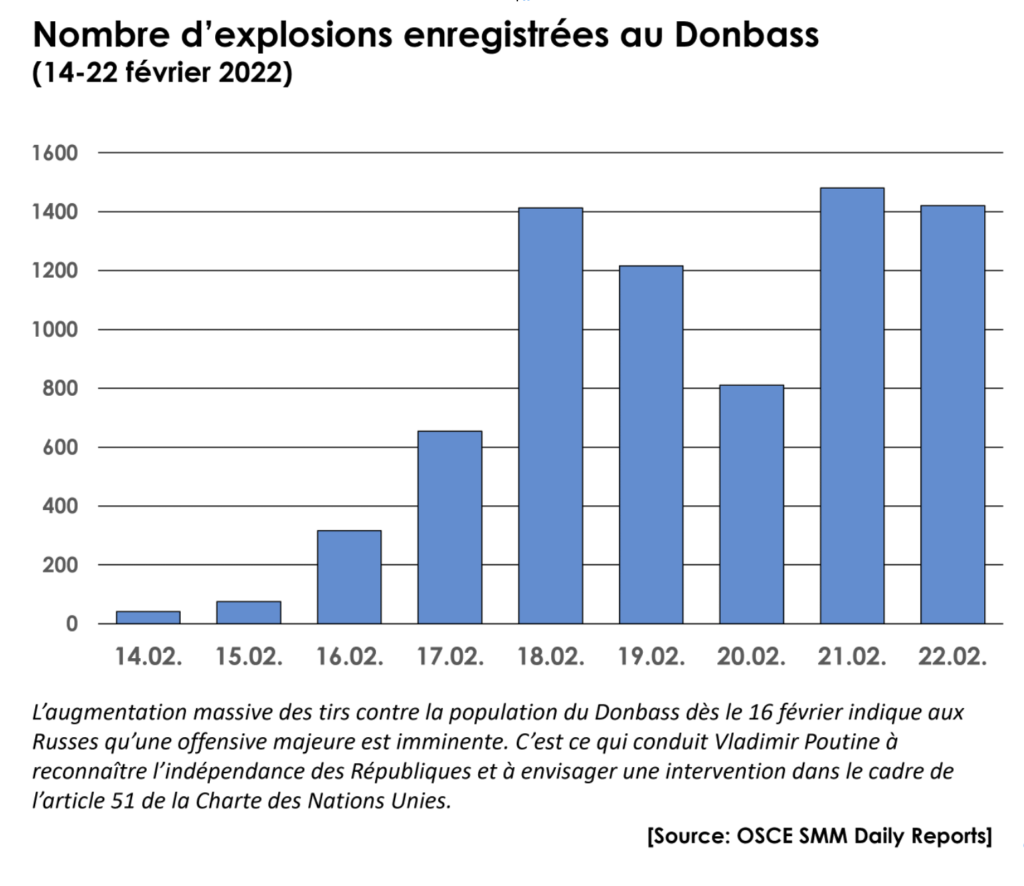 Nombre d’explosions enregistrées au Donbass
(14-22 février 2022)
1600
1400
1200
1000
800
600
400
200
0
14.02. 15.02. 16.02. 17.02. 18.02. 19.02. 20.02. 21.02. 22.02.
L’augmentation massive des tirs contre la population du Donbass dès le 16 février indique aux
Russes qu’une offensive majeure est imminente. C’est ce qui conduit Vladimir Poutine à
reconnaître l’indépendance des Républiques et à envisager une intervention dans le cadre de
l’article 51 de la Charte des Nations Unies.
[Source: OSCE SMM Daily Reports]